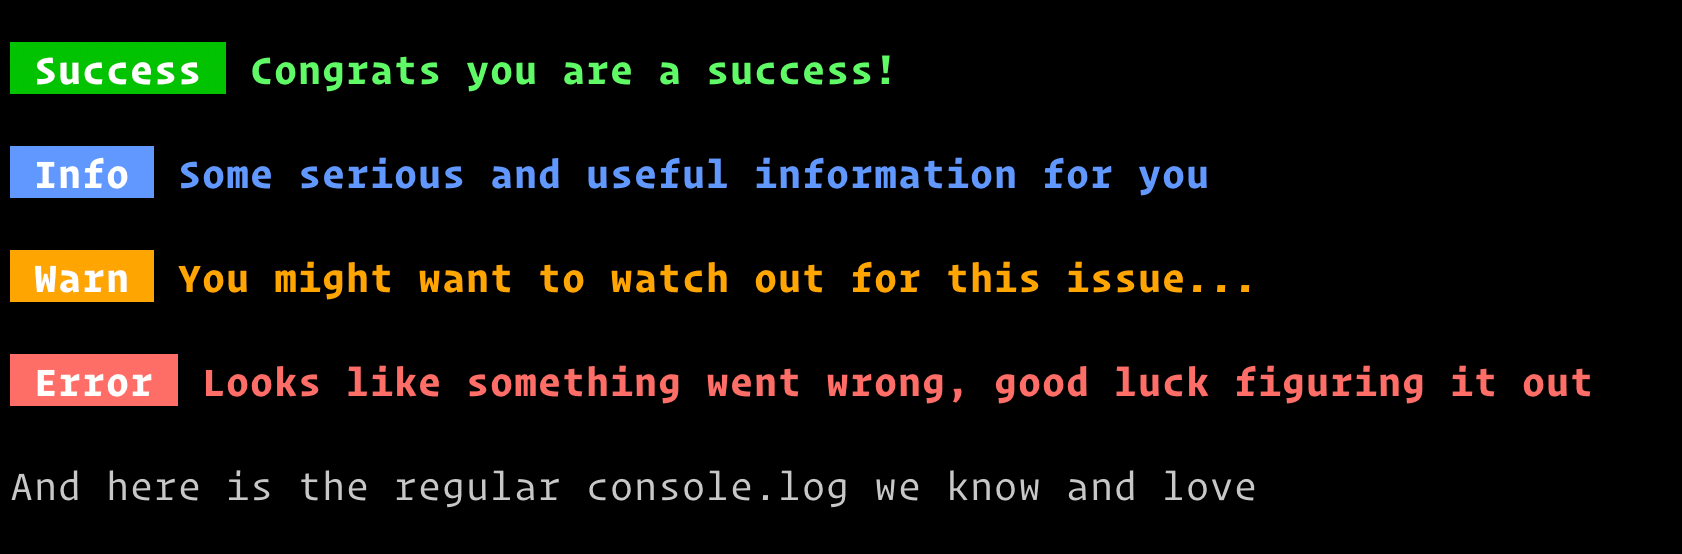 Success Congrats you are a success!
Info Some serious and useful information for you
Warn You might want to watch out for this issue...
Error Looks like something went wrong, good luck figuring it out
And here is the regular console.log we know and love